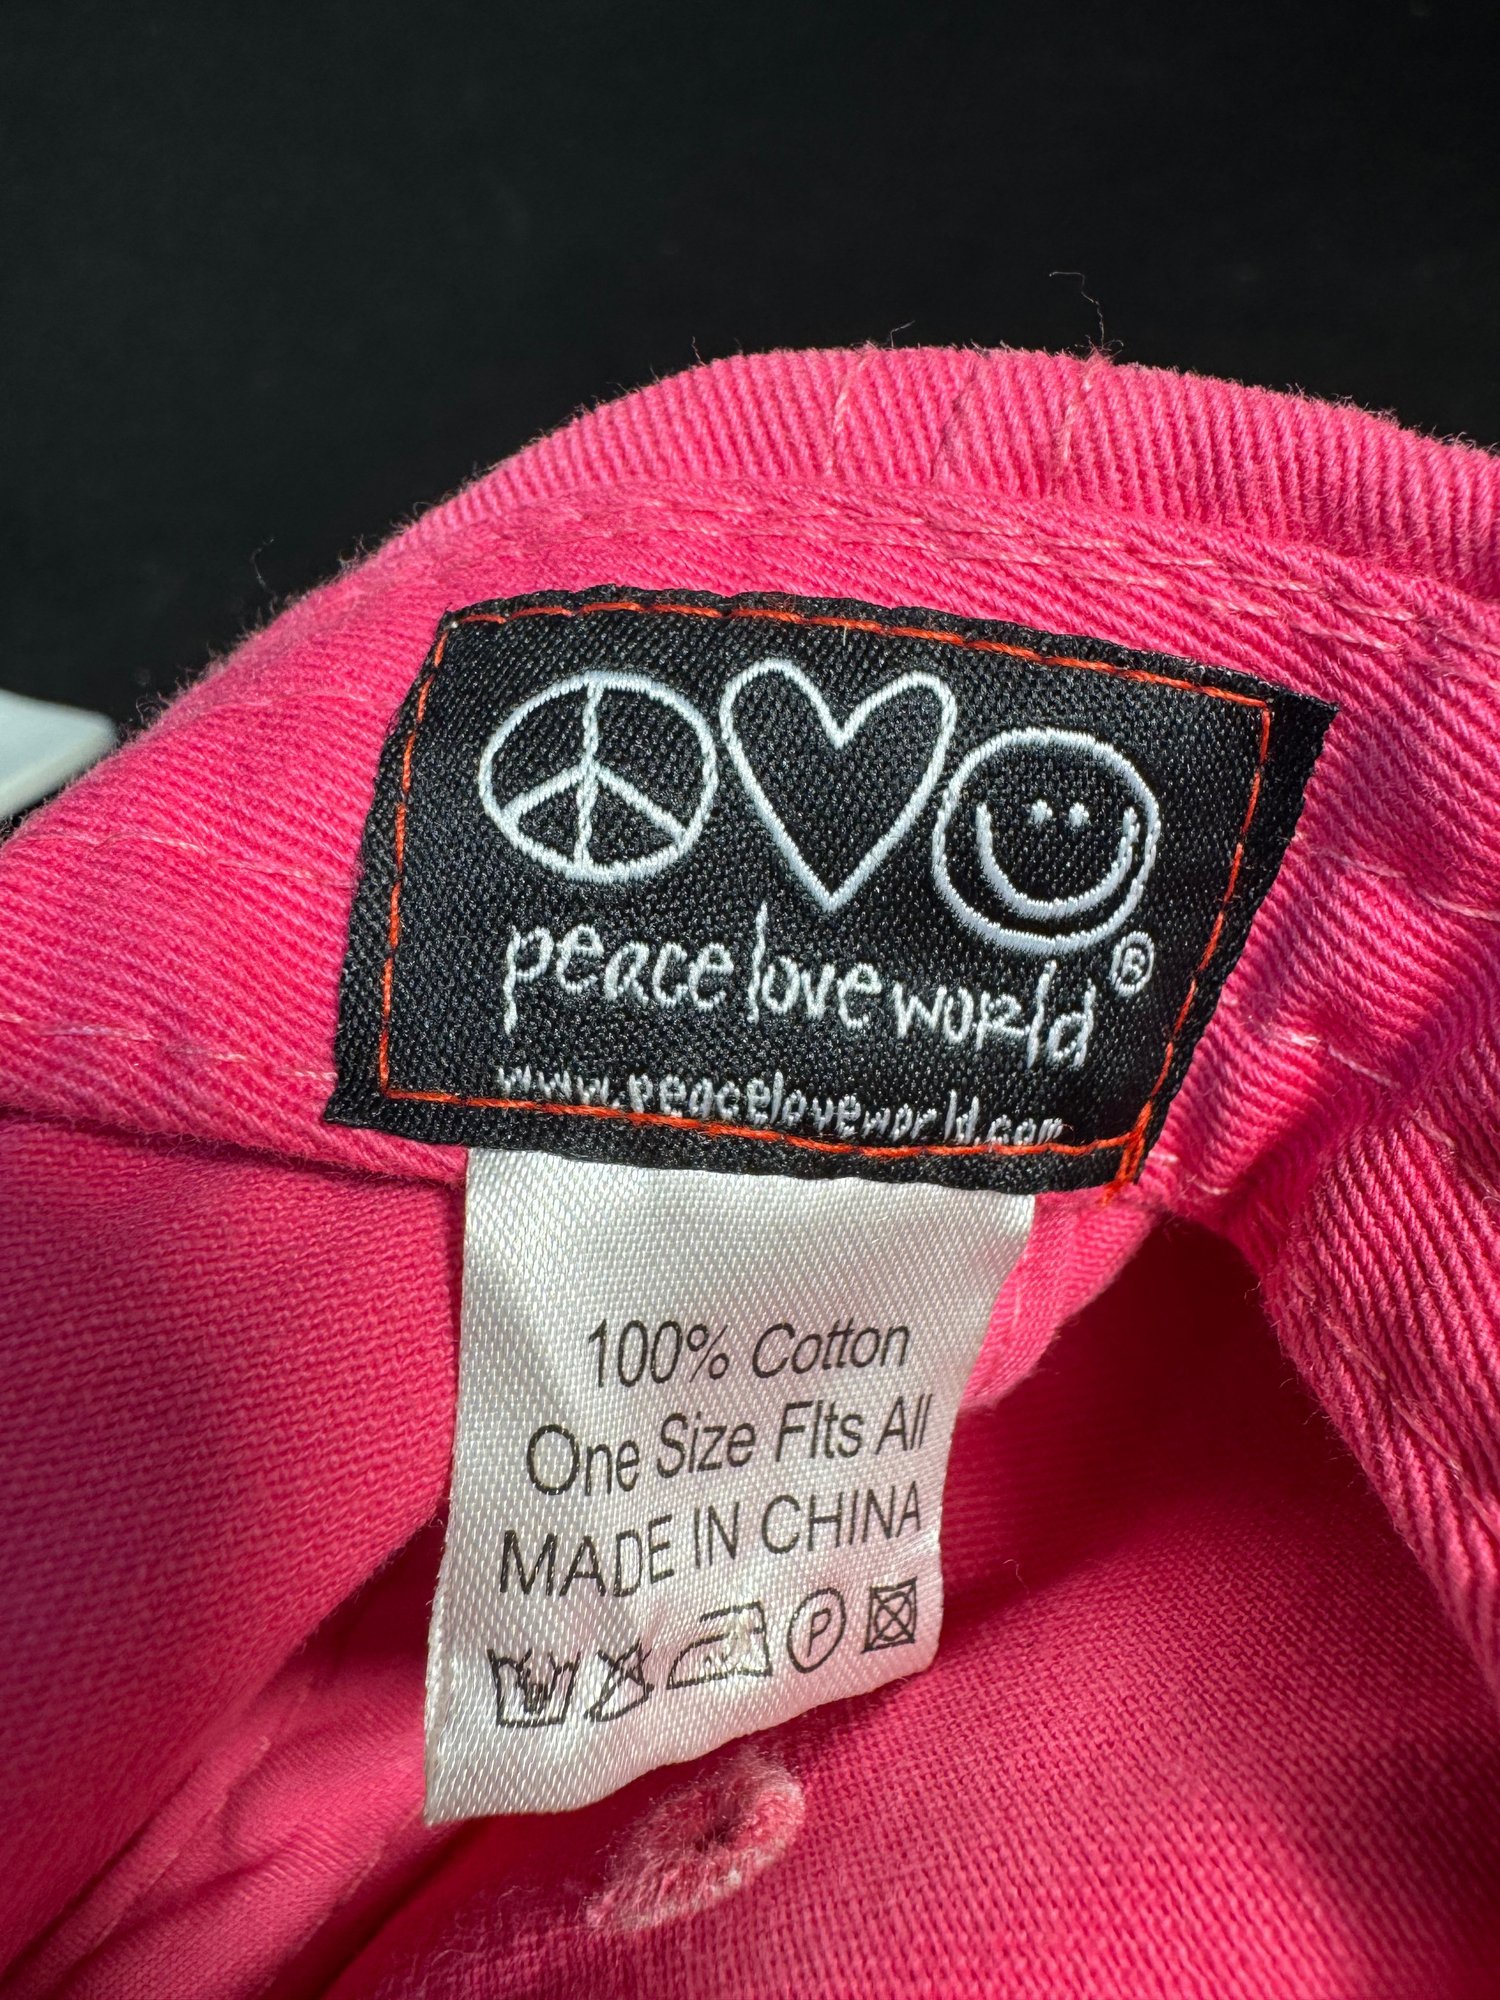 peace love world®
www.peaceloveworld.com
100% Cotton
One Size FIts All
MADE IN CHINA
P